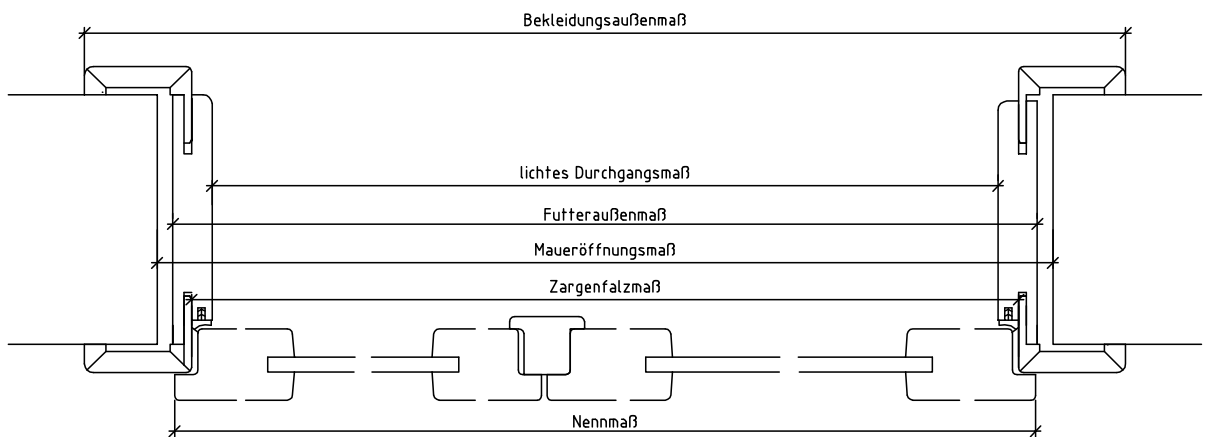 Bekleidungsaußenmaß
lichtes Durchgangsmaß
Futteraußenmaß
Maueröffnungsmaß
Zargenfalzmaß
Nennmaß